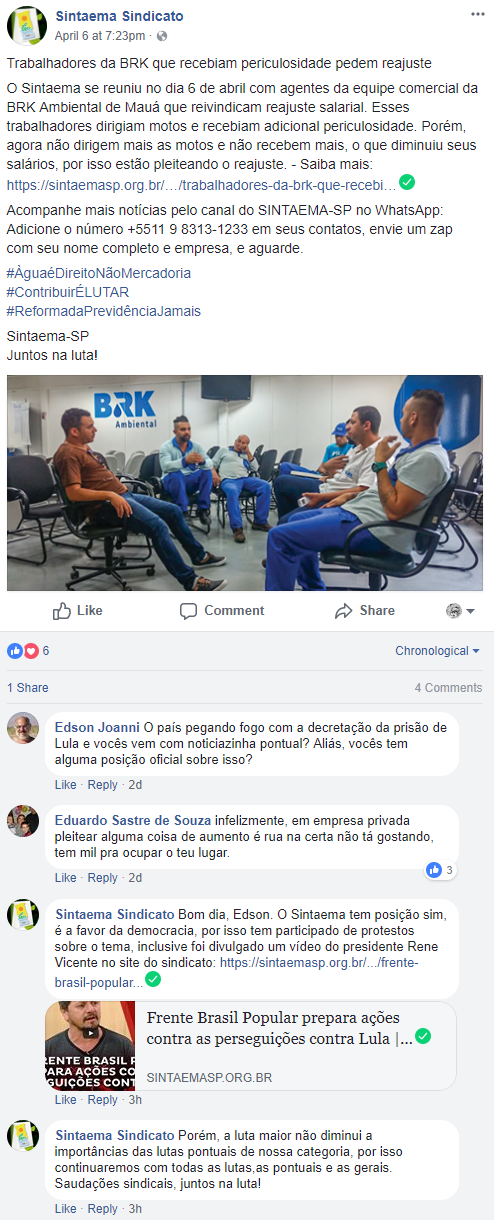 Sintaema Sindicato
April 6 at 7:23pm ·
Trabalhadores da BRK que recebiam periculosidade pedem reajuste
O Sintaema se reuniu no dia 6 de abril com agentes da equipe comercial da
BRK Ambiental de Mauá que reivindicam reajuste salarial. Esses
trabalhadores dirigiam motos e recebiam adicional periculosidade. Porém,
agora não dirigem mais as motos e não recebem mais, o que diminuiu seus
salários, por isso estão pleiteando o reajuste. - Saiba mais:
https://sintaemasp.org.br/…/trabalhadores-da-brk-que-recebi…
Acompanhe mais notícias pelo canal do SINTAEMA-SP no WhatsApp:
Adicione o número +5511 9 8313-1233 em seus contatos, envie um zap
com seu nome completo e empresa, e aguarde.
#ÀguaéDireitoNãoMercadoria
#ContribuirÉLUTAR
#ReformadaPrevidênciaJamais
Sintaema-SP
Juntos na luta!
BRK
Ambiental
Like Comment Share
6 Chronological
1 Share 4 Comments
Edson Joanni O país pegando fogo com a decretação da prisão de
Lula e vocês vem com noticiazinha pontual? Aliás, vocês tem
alguma posição oficial sobre isso?
Like · Reply · 2d
Eduardo Sastre de Souza infelizmente, em empresa privada
pleitear alguma coisa de aumento é rua na certa não tá gostando,
tem mil pra ocupar o teu lugar.
3
Like · Reply · 2d
Sintaema Sindicato Bom dia, Edson. O Sintaema tem posição sim,
é a favor da democracia, por isso tem participado de protestos
sobre o tema, inclusive foi divulgado um vídeo do presidente Rene
Vicente no site do sindicato: https://sintaemasp.org.br/.../frente-
brasil-popular...
Frente Brasil Popular prepara ações
contra as perseguições contra Lula |...
SINTAEMASP.ORG.BR
FRENTE BRASIL P
PARA AÇÕES CO
GUIÇÕES CONT
Like · Reply · 3h
Sintaema Sindicato Porém, a luta maior não diminui a
importâncias das lutas pontuais de nossa categoria, por isso
continuaremos com todas as lutas,as pontuais e as gerais.
Saudações sindicais, juntos na luta!
Like · Reply · 3h